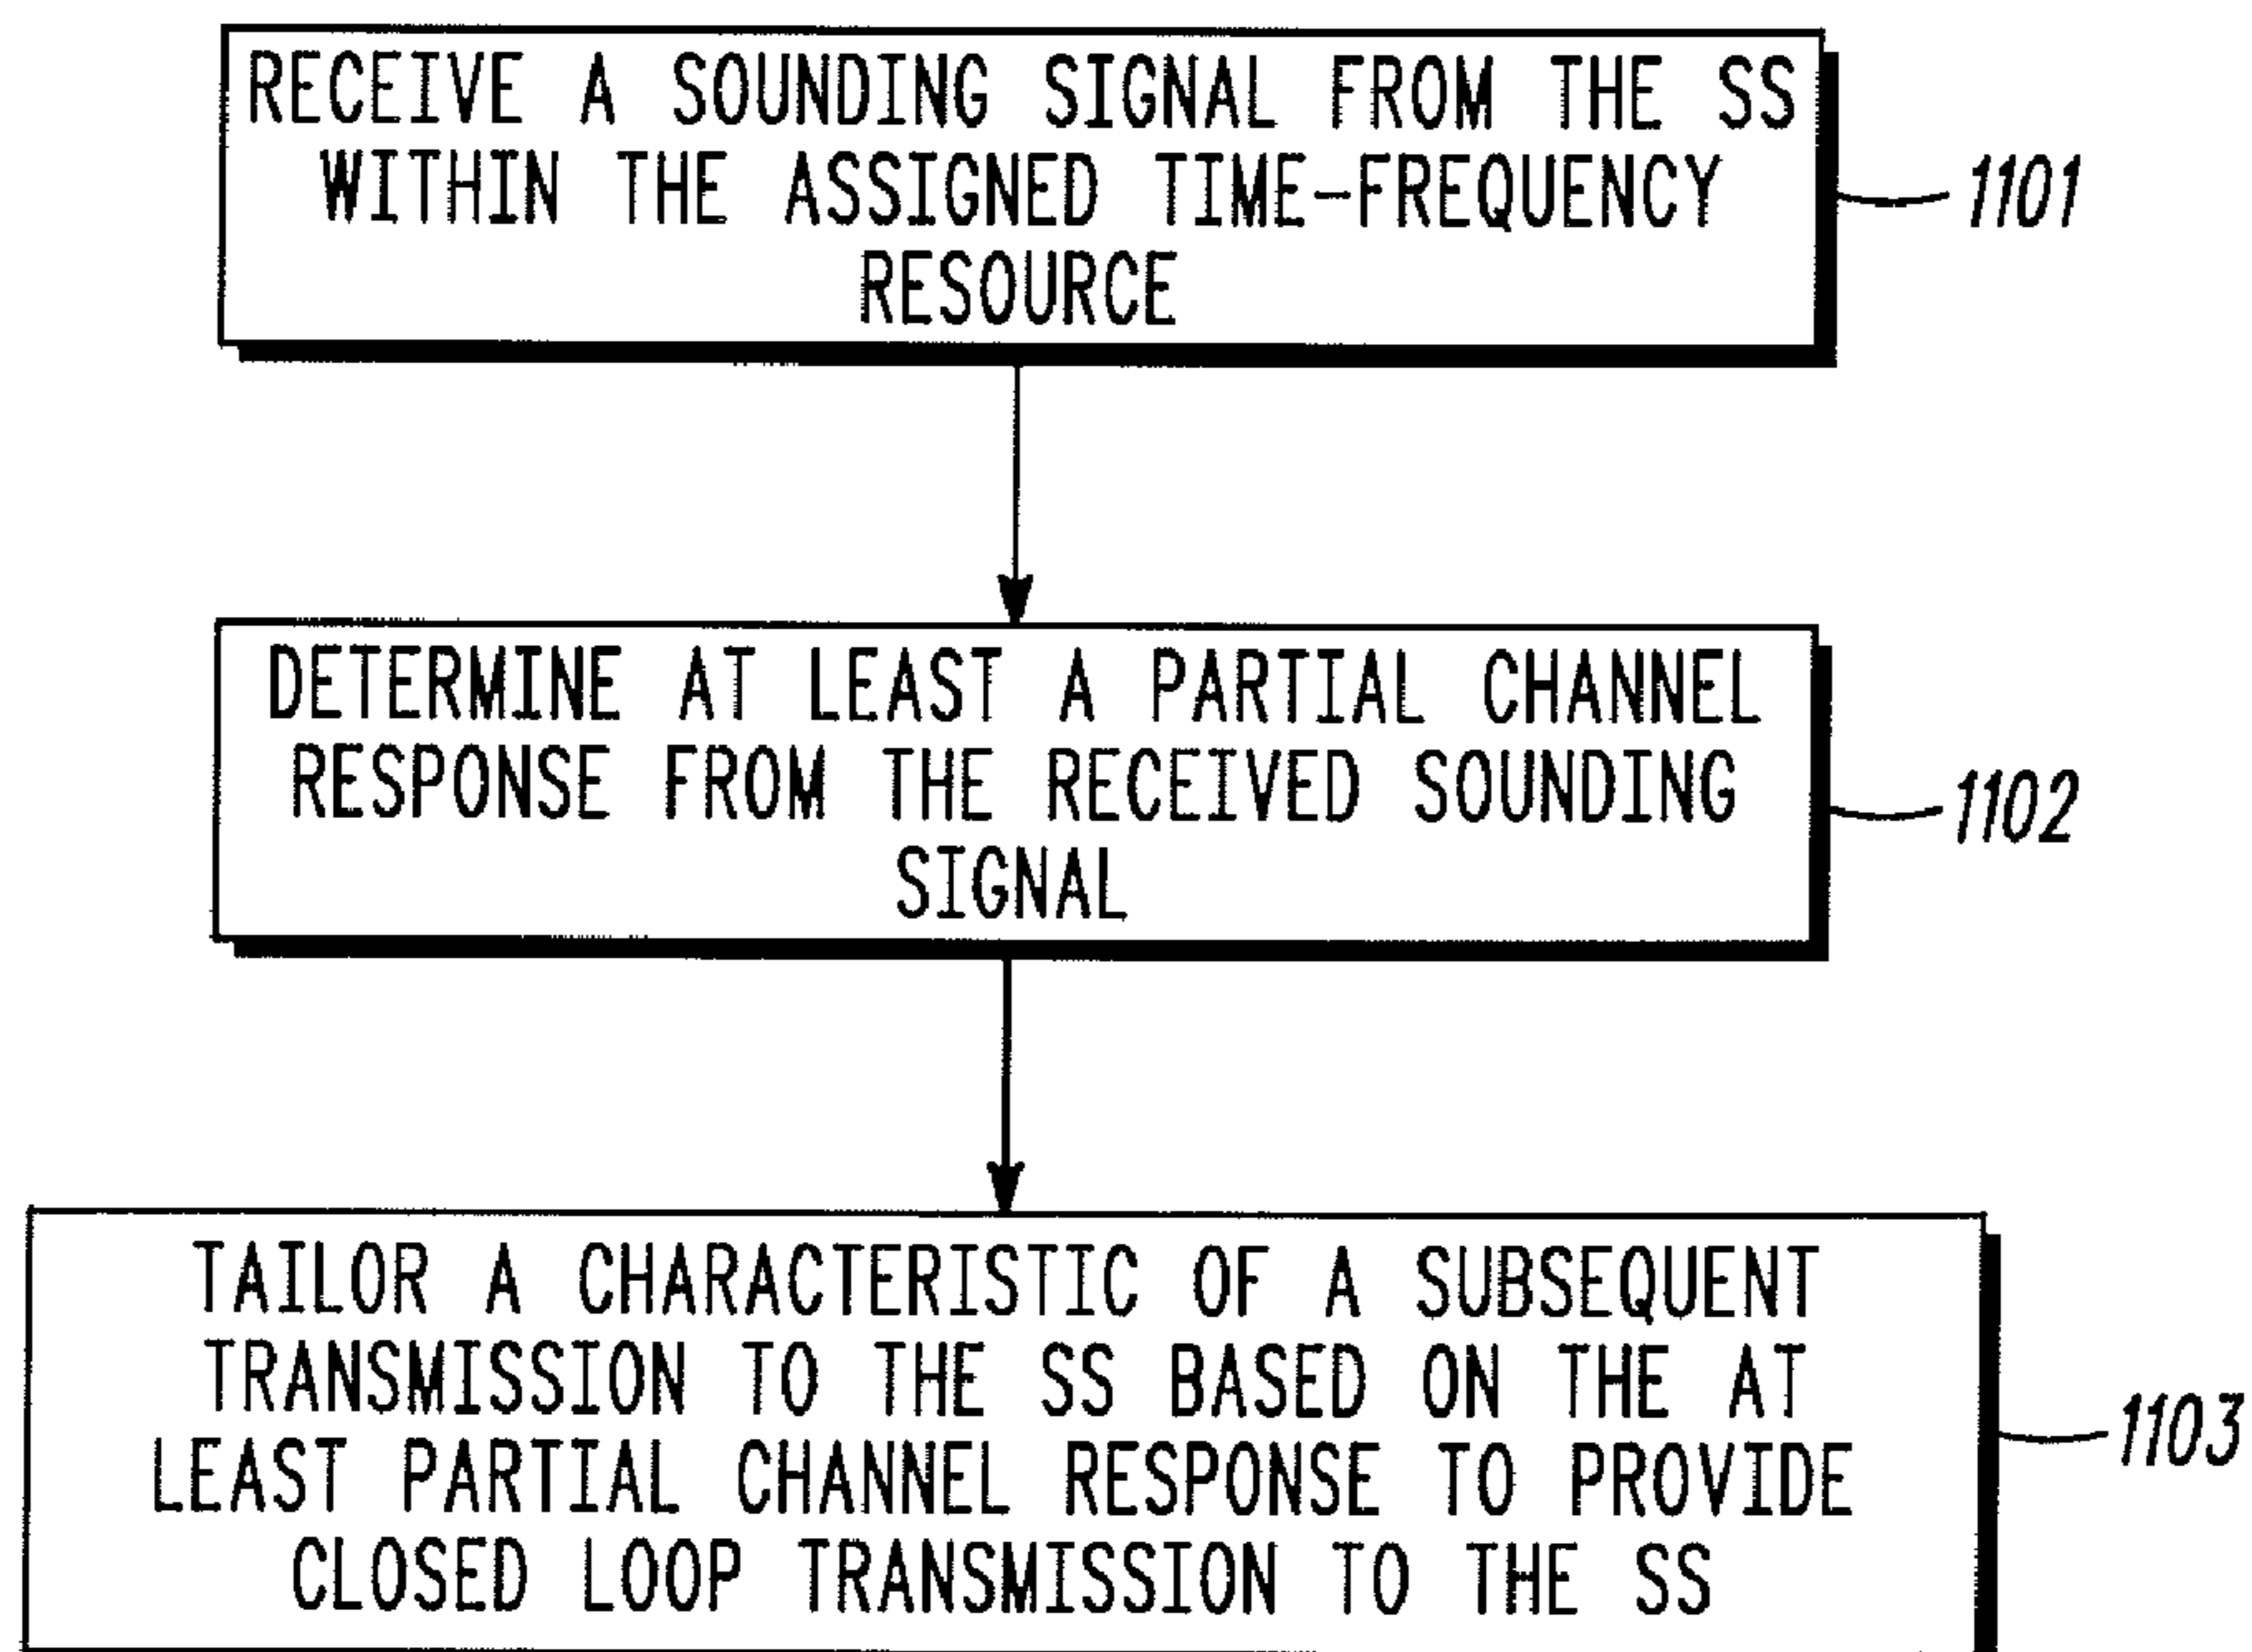 RECEIVE A SOUNDING SIGNAL FROM THE SS
WITHIN THE ASSIGNED TIME-FREQUENCY
RESOURCE
1101
DETERMINE AT LEAST A PARTIAL CHANNEL
RESPONSE FROM THE RECEIVED SOUNDING
SIGNAL
1102
TAILOR A CHARACTERISTIC OF A SUBSEQUENT
TRANSMISSION TO THE SS BASED ON THE AT
LEAST PARTIAL CHANNEL RESPONSE TO PROVIDE
CLOSED LOOP TRANSMISSION TO THE SS
1103